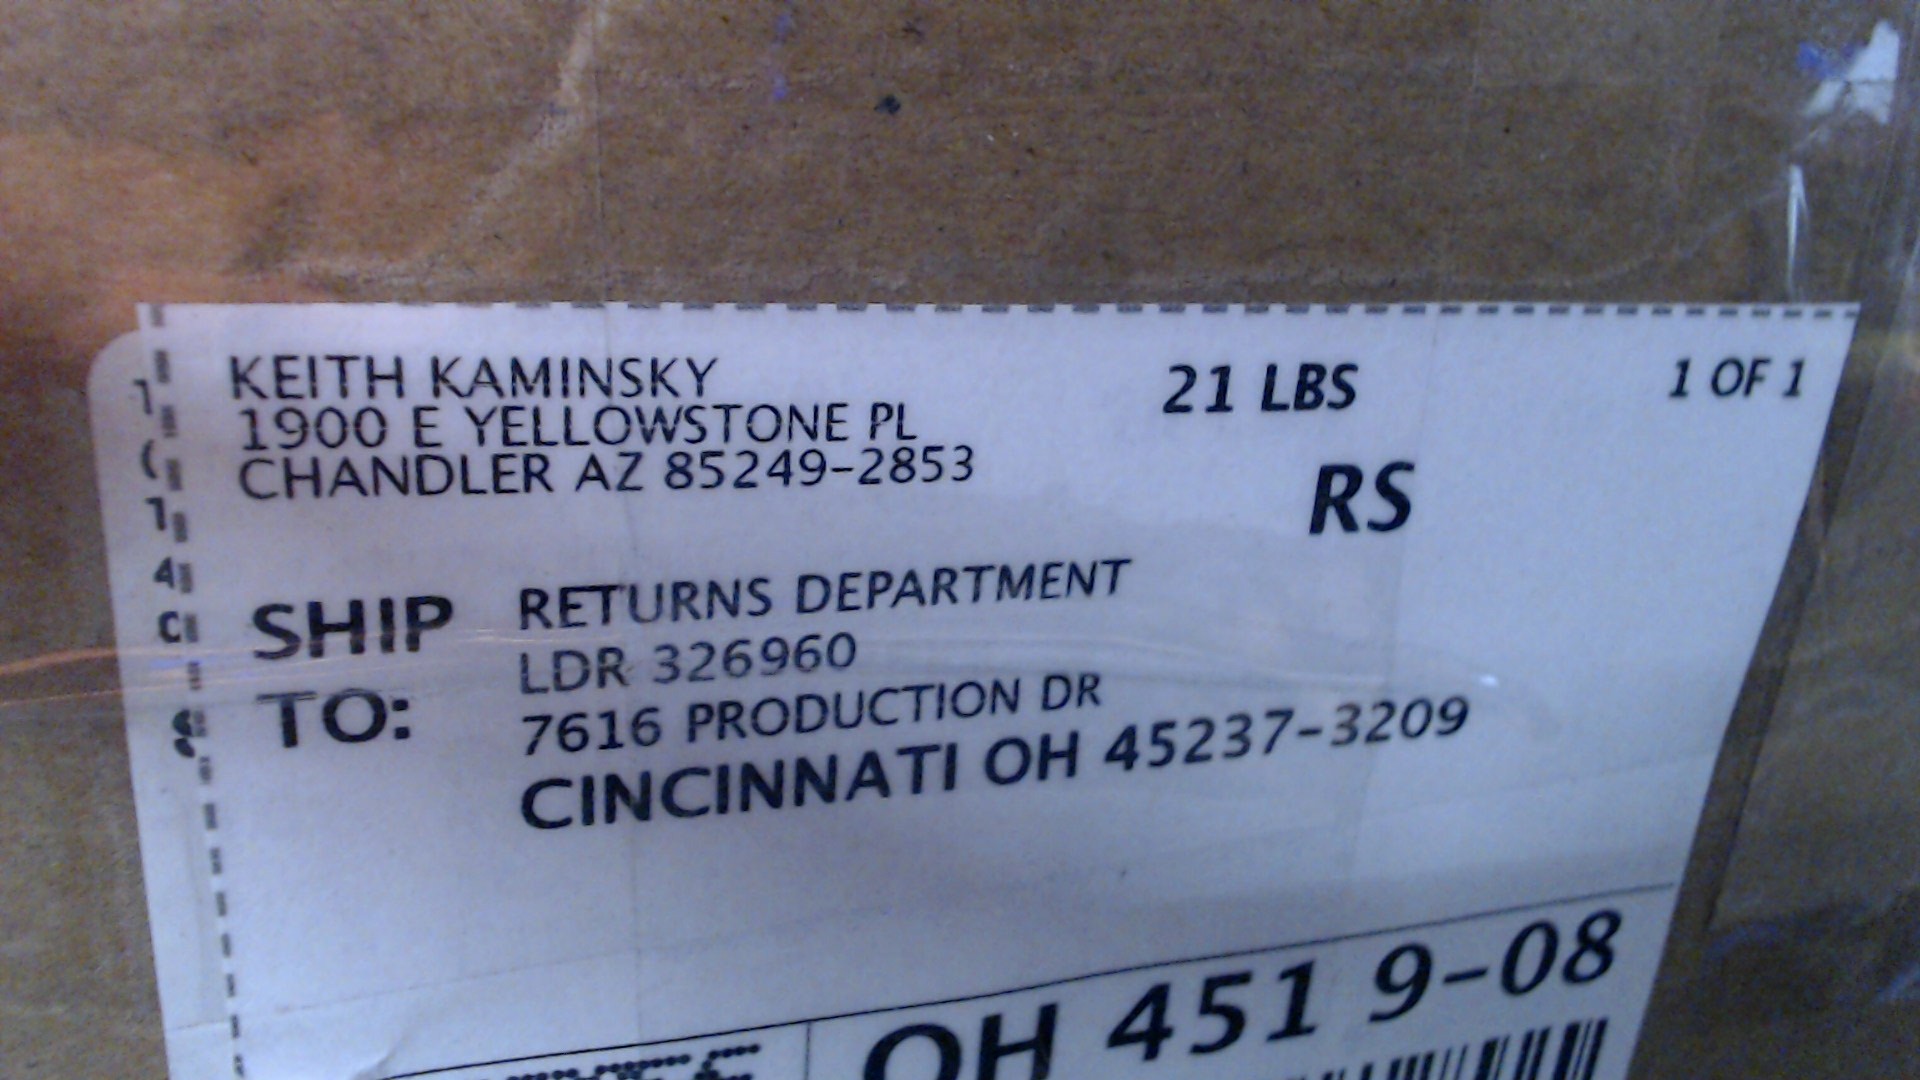 KEITH KAMINSKY
1900 E YELLOWSTONE PL
CHANDLER AZ 85249-2853
21 LBS
1 OF 1
RS
SHIP TO:
RETURNS DEPARTMENT
LDR 326960
7616 PRODUCTION DR
CINCINNATI OH 45237-3209
OH 451 9-08